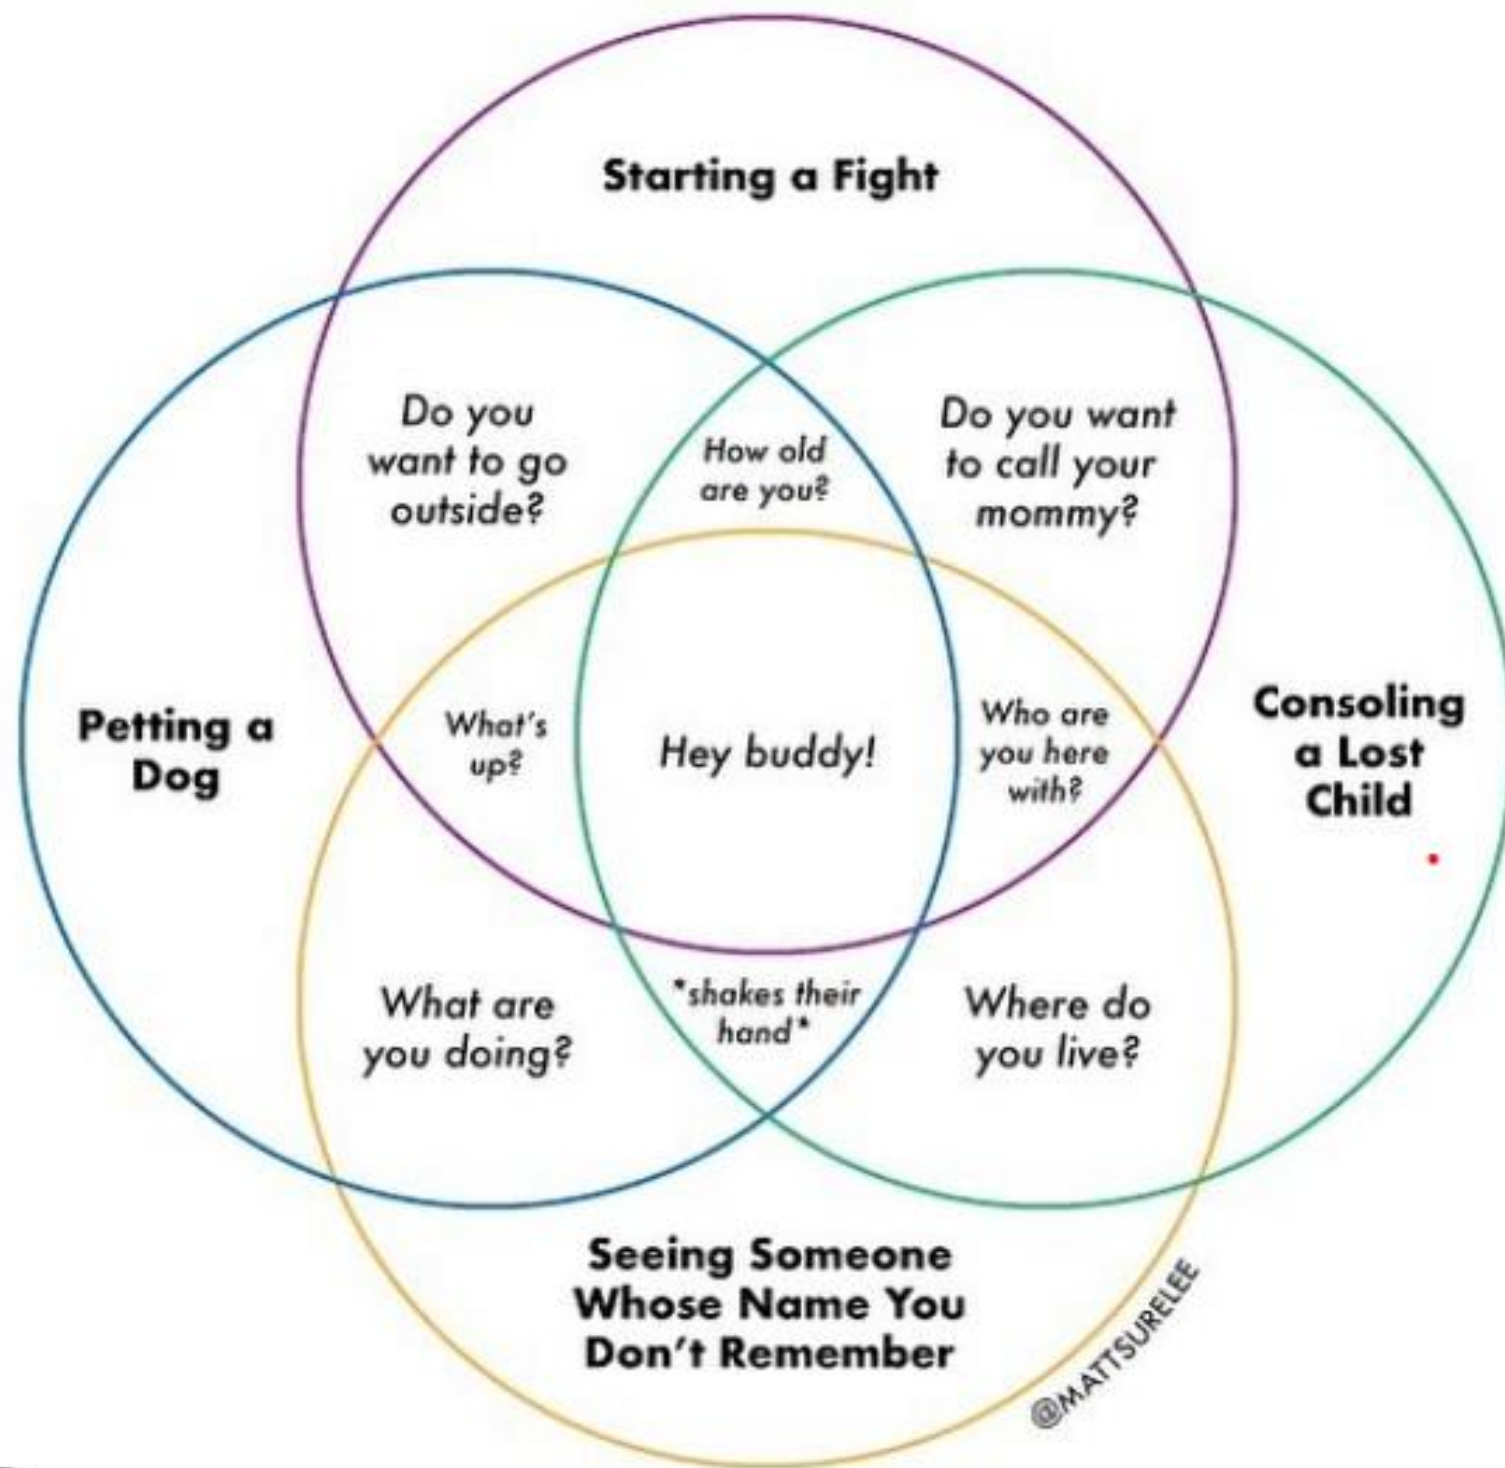 Starting a Fight
Do you
want to go
outside?
How old
are you?
Do you want
to call your
mommy?
Petting a
Dog
What's
up?
Hey buddy!
Who are
you here
with?
Consoling
a Lost
Child
What are
you doing?
*shakes their
hand*
Where do
you live?
Seeing Someone
Whose Name You
Don't Remember
@MATTSURELEE